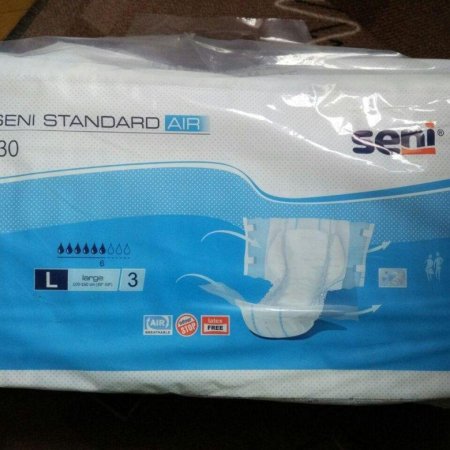 SENI STANDARD AIR
seni®
30
6
L large 3
AIR
BREATHABLE
STOP
latex
FREE